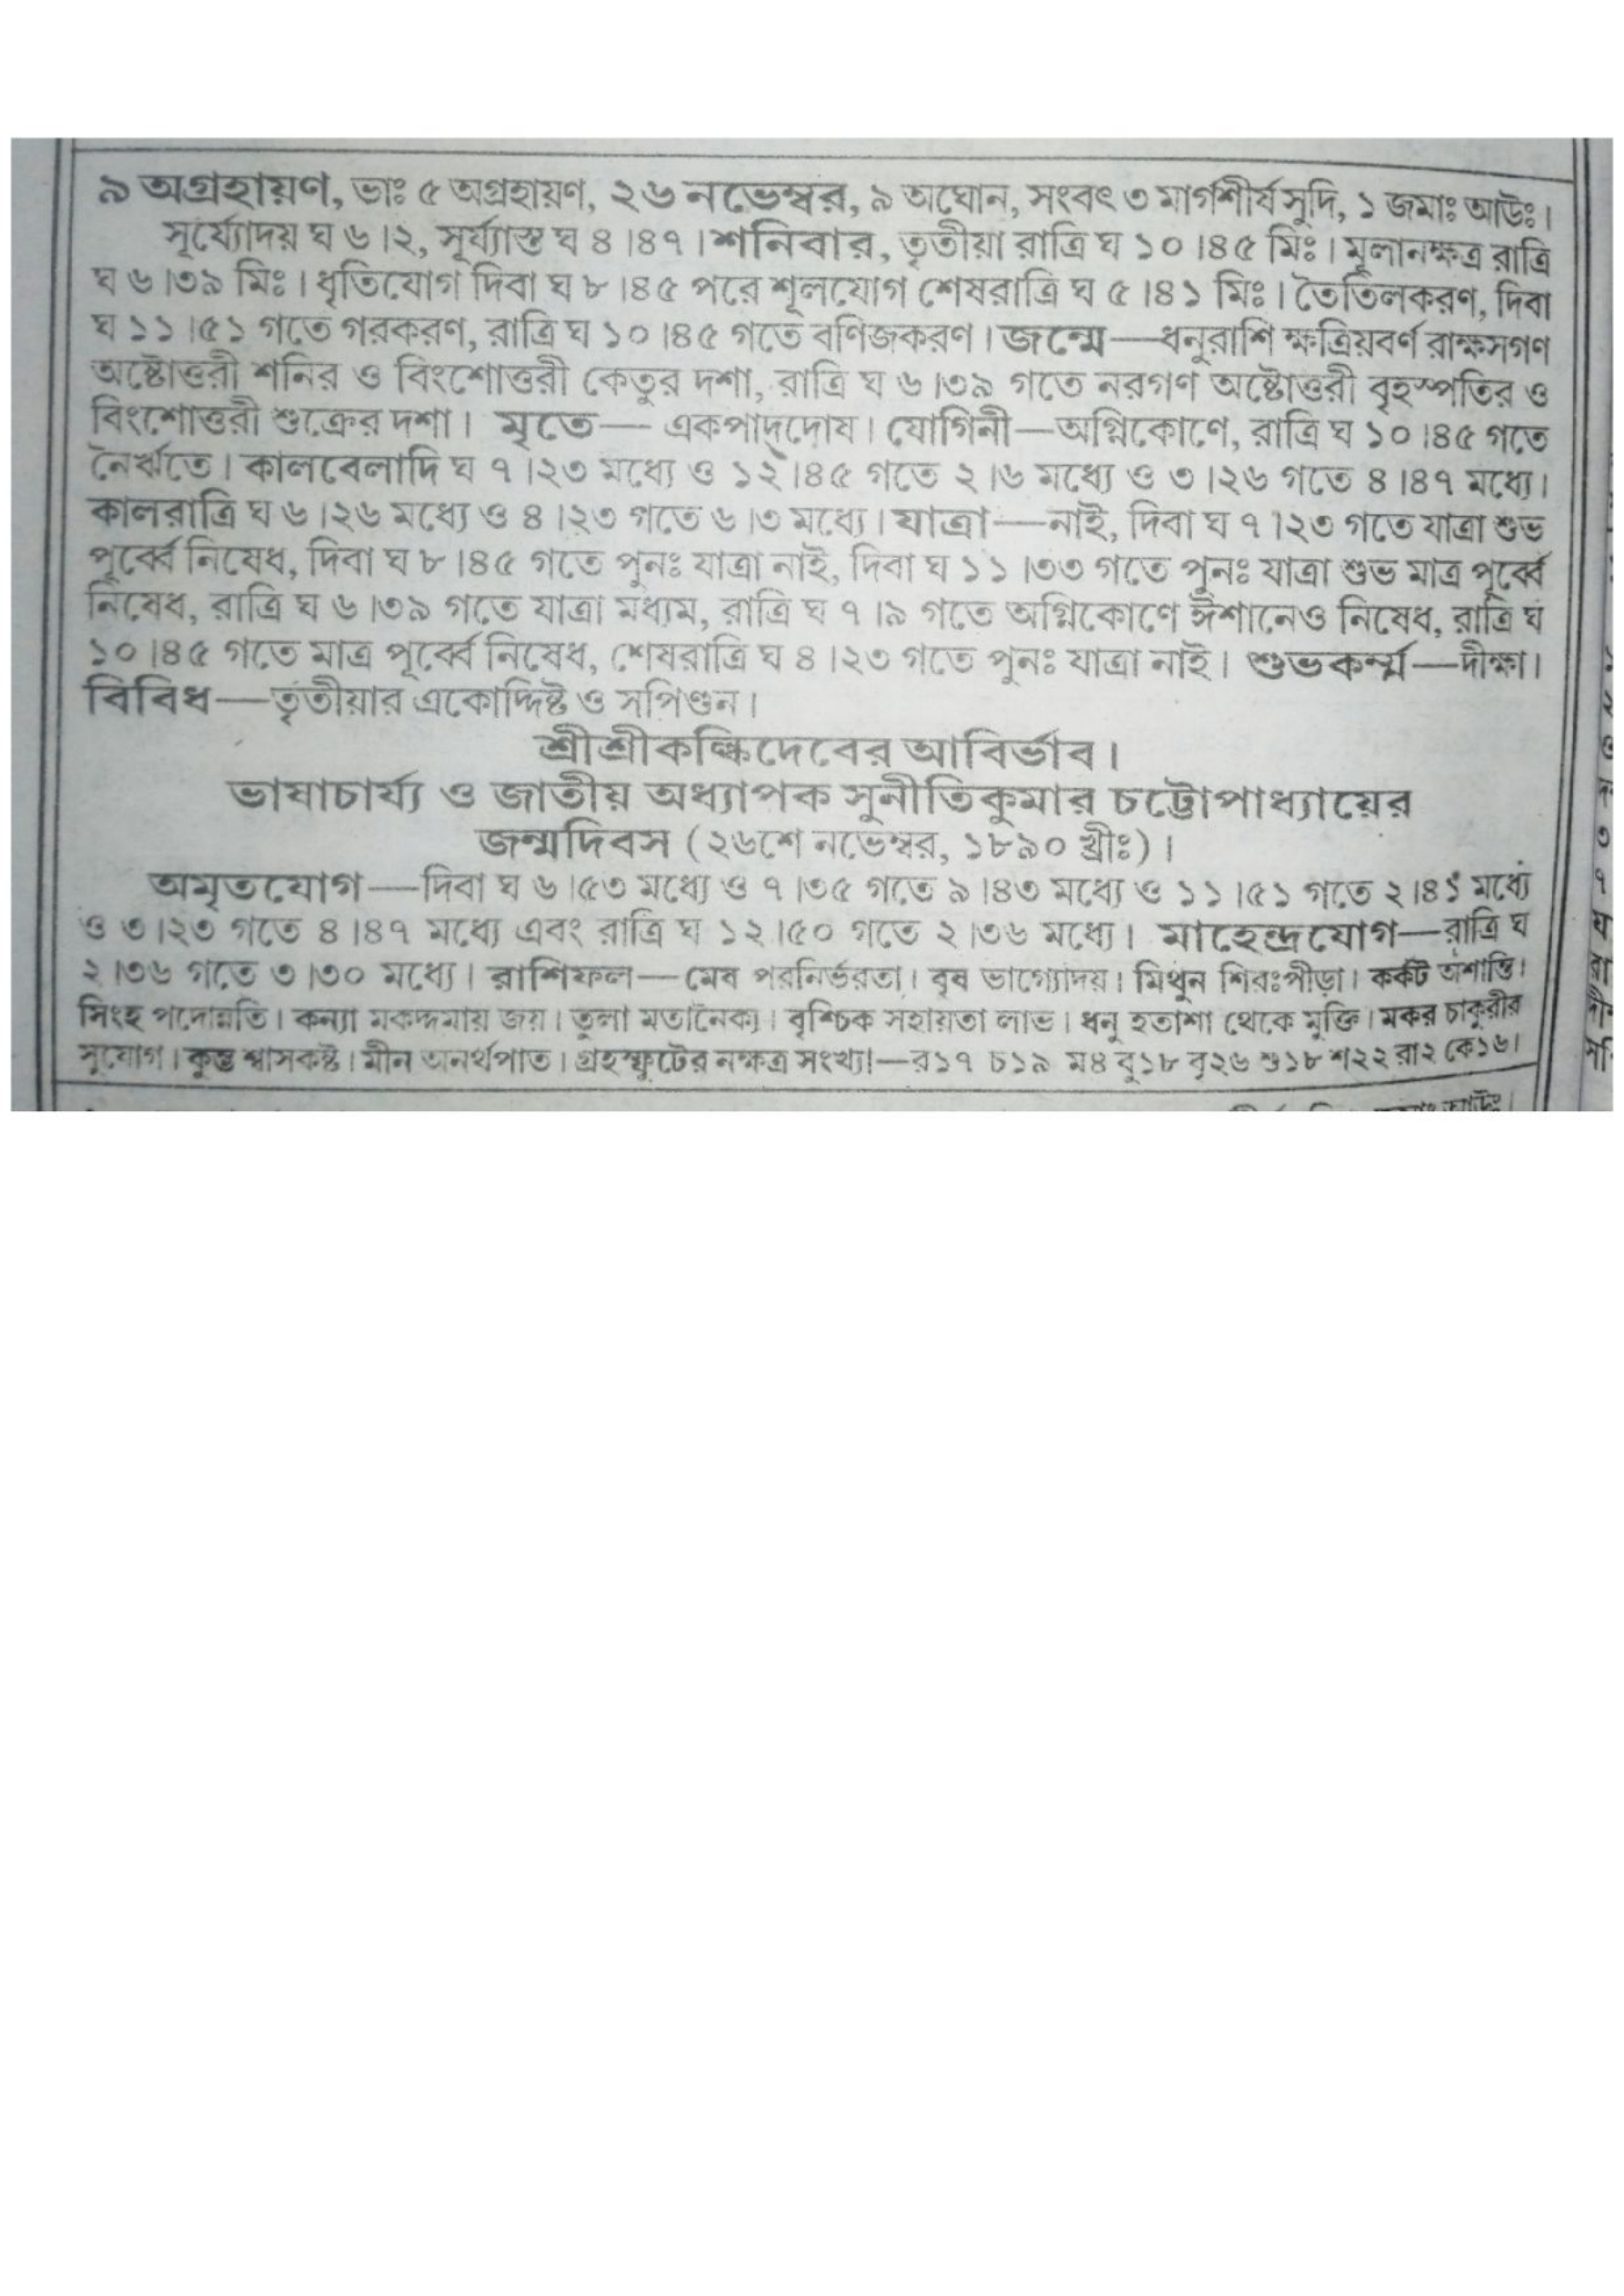 ৯ অগ্রহায়ণ, ভাঃ ৫ অগ্রহায়ণ, ২৬ নভেম্বর, ৯ অঘোন, সংবৎ ৩ মার্গশীর্ষ সুদি, ১ জমাঃ আউঃ।
সূর্য্যোদয় ঘ ৬।২, সূর্য্যাস্ত ঘ ৪।৪৭। শনিবার, তৃতীয়া রাত্রি ঘ ১০।৪৫ মিঃ। মূলানক্ষত্র রাত্রি
ঘ ৬।৩৯ মিঃ। ধৃতিযোগ দিবা ঘ ৮।৪৫ পরে শূলযোগ শেষরাত্রি ঘ ৫।৪১ মিঃ। তৈতিলকরণ, দিবা
ঘ ১১।৫১ গতে গরকরণ, রাত্রি ঘ ১০।৪৫ গতে বণিজকরণ। জন্মে—ধনুরাশি ক্ষত্রিয়বর্ণ রাক্ষসগণ
অষ্টোত্তরী শনির ও বিংশোত্তরী কেতুর দশা, রাত্রি ঘ ৬।৩৯ গতে নরগণ অষ্টোত্তরী বৃহস্পতির ও
বিংশোত্তরী শুক্রের দশা। মৃতে— একপাদদোষ। যোগিনী—অগ্নিকোণে, রাত্রি ঘ ১০।৪৫ গতে
নৈর্ঋতে। কালবেলাদি ঘ ৭।২৩ মধ্যে ও ১২।৪৫ গতে ২।৬ মধ্যে ও ৩।২৬ গতে ৪।৪৭ মধ্যে।
কালরাত্রি ঘ ৬।২৬ মধ্যে ও ৪।২৩ গতে ৬।৩ মধ্যে। যাত্রা—নাই, দিবা ঘ ৭।২৩ গতে যাত্রা শুভ
পূর্ব্বে নিষেধ, দিবা ঘ ৮।৪৫ গতে পুনঃ যাত্রা নাই, দিবা ঘ ১১।৩৩ গতে পুনঃ যাত্রা শুভ মাত্র পূর্ব্বে
নিষেধ, রাত্রি ঘ ৬।৩৯ গতে যাত্রা মধ্যম, রাত্রি ঘ ৭।৯ গতে অগ্নিকোণে ঈশানেও নিষেধ, রাত্রি ঘ
১০।৪৫ গতে মাত্র পূর্ব্বে নিষেধ, শেষরাত্রি ঘ ৪।২৩ গতে পুনঃ যাত্রা নাই। শুভকর্ম্ম—দীক্ষা।
বিবিধ—তৃতীয়ার একোদ্দিষ্ট ও সপিণ্ডন।
শ্রীশ্রীকল্কিদেবের আবির্ভাব।
ভাষাচার্য্য ও জাতীয় অধ্যাপক সুনীতিকুমার চট্টোপাধ্যায়ের
জন্মদিবস (২৬শে নভেম্বর, ১৮৯০ খ্রীঃ)।
অমৃতযোগ—দিবা ঘ ৬।৫৩ মধ্যে ও ৭।৩৫ গতে ৯।৪৩ মধ্যে ও ১১।৫১ গতে ২।৪১ মধ্যে
ও ৩।২৩ গতে ৪।৪৭ মধ্যে এবং রাত্রি ঘ ১২।৫০ গতে ২।৩৬ মধ্যে। মাহেন্দ্রযোগ—রাত্রি ঘ
২।৩৬ গতে ৩।৩০ মধ্যে। রাশিফল—মেষ পরনির্ভরতা। বৃষ ভাগ্যোদয়। মিথুন শিরঃপীড়া। কর্কট অশান্তি।
সিংহ পদোন্নতি। কন্যা মকদ্দমায় জয়। তুলা মতানৈক্য। বৃশ্চিক সহায়তা লাভ। ধনু হতাশা থেকে মুক্তি। মকর চাকুরীর
সুযোগ। কুম্ভ শ্বাসকষ্ট। মীন অনর্থপাত। গ্রহস্ফুটের নক্ষত্র সংখ্যা—র১৭ চ১৯ ম৪ বু১৮ বৃ২৬ শু১৮ শ২২ রা২ কে১৬।